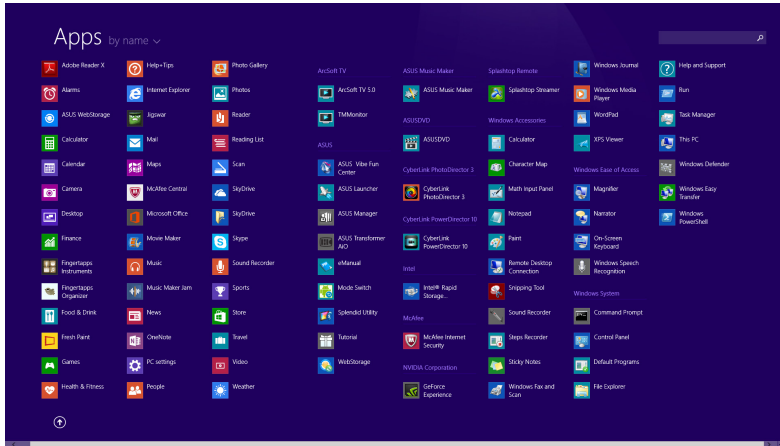 Apps by name
Adobe Reader X
Alarms
ASUS WebStorage
Calculator
Calendar
Camera
Desktop
Finance
Fingertapps
Instruments
Fingertapps
Organizer
Food & Drink
Fresh Paint
Games
Health & Fitness
Help+Tips
Internet Explorer
Jigswar
Mail
Maps
McAfee Central
Microsoft Office
Movie Maker
Music
Music Maker Jam
News
OneNote
PC settings
People
Photo Gallery
Photos
Reader
Reading List
Scan
SkyDrive
SkyDrive
Skype
Sound Recorder
Sports
Store
Travel
Video
Weather
ArcSoft TV
ArcSoft TV 5.0
TMMonitor
ASUS
ASUS Vibe Fun
Center
ASUS Launcher
ASUS Manager
ASUS Transformer
AiO
eManual
Mode Switch
Splendid Utility
Tutorial
WebStorage
ASUS Music Maker
ASUS Music Maker
ASUSDVD
ASUSDVD
CyberLink PhotoDirector 3
CyberLink
PhotoDirector 3
CyberLink PowerDirector 10
CyberLink
PowerDirector 10
Intel
Intel® Rapid
Storage...
McAfee
McAfee Internet
Security
NVIDIA Corporation
GeForce
Experience
Splashtop Remote
Splashtop Streamer
Windows Accessories
Calculator
Character Map
Math Input Panel
Notepad
Paint
Remote Desktop
Connection
Snipping Tool
Sound Recorder
Steps Recorder
Sticky Notes
Windows Fax and
Scan
Windows Journal
Windows Media
Player
WordPad
XPS Viewer
Windows Ease of Access
Magnifier
Narrator
On-Screen
Keyboard
Windows Speech
Recognition
Windows System
Command Prompt
Control Panel
Default Programs
File Explorer
Help and Support
Run
Task Manager
This PC
Windows Defender
Windows Easy
Transfer
Windows
PowerShell